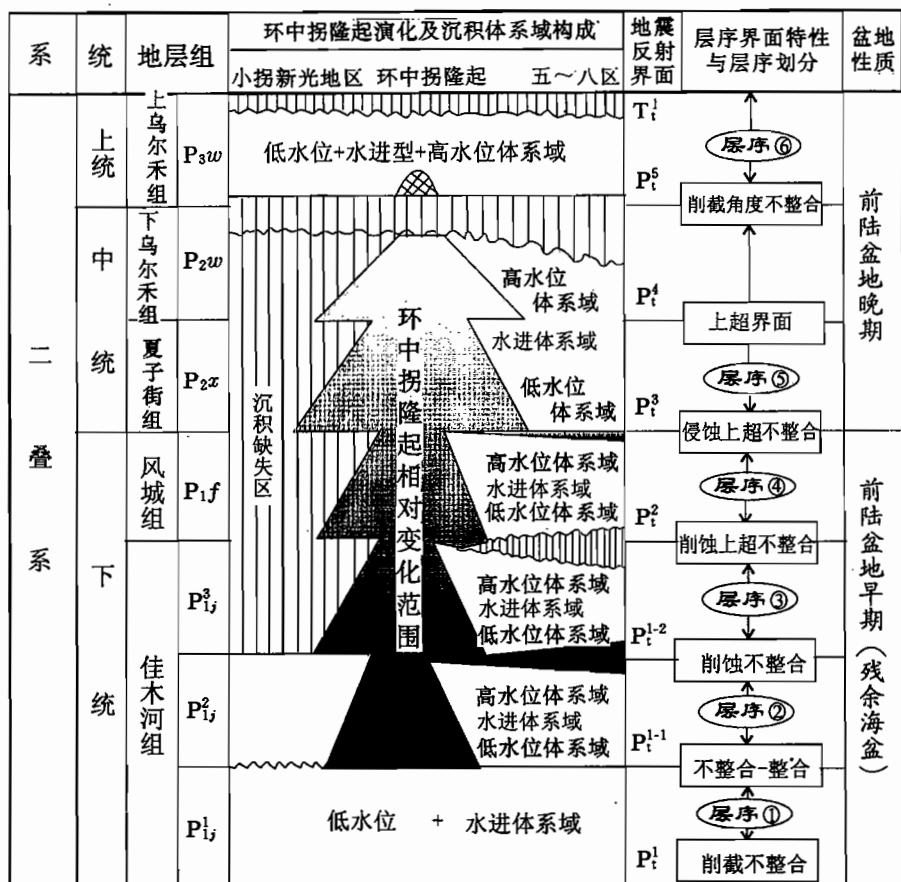 系
统
地层组
环中拐隆起演化及沉积体系域构成
小拐新光地区 环中拐隆起 五～八区
地震反射界面
层序界面特性
与层序划分
盆地性质
二叠系
上统
中统
下统
上乌尔禾组
P₃w
下乌尔禾组
P₂w
夏子街组
P₂x
风城组
P₁f
佳木河组
P³₁j
P²₁j
P¹₁j
低水位+水进型+高水位体系域
沉积缺失区
环中拐隆起相对变化范围
高水位
体系域
水进体系域
低水位
体系域
高水位体系域
水进体系域
低水位体系域
高水位体系域
水进体系域
低水位体系域
高水位体系域
水进体系域
低水位体系域
低水位 + 水进体系域
T¹ₜ
P⁵ₜ
P⁴ₜ
P³ₜ
P²ₜ
P¹⁻²ₜ
P¹⁻¹ₜ
P¹ₜ
层序⑥
削截角度不整合
上超界面
层序⑤
侵蚀上超不整合
层序④
削蚀上超不整合
层序③
削蚀不整合
层序②
不整合-整合
层序①
削截不整合
前陆盆地晚期
前陆盆地早期(残余海盆)